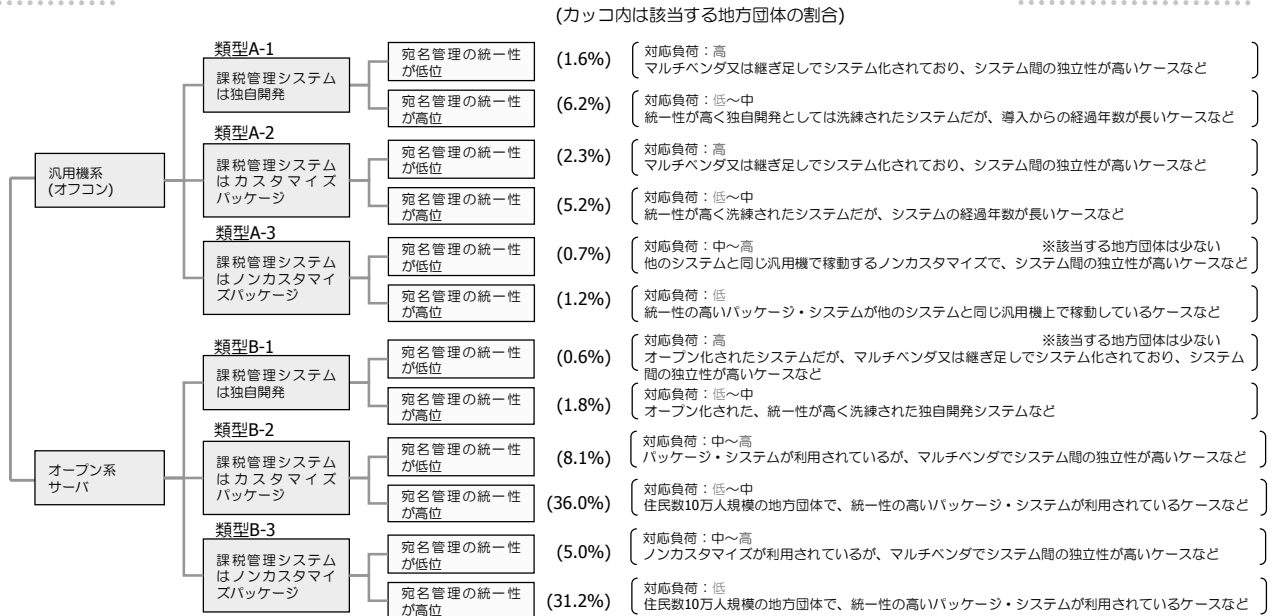 (カッコ内は該当する地方団体の割合)
汎用機系
(オフコン)
類型A-1
課税管理システム
は独自開発
宛名管理の統一性
が低位
(1.6%)
対応負荷：高
マルチベンダ又は継ぎ足しでシステム化されており、システム間の独立性が高いケースなど
宛名管理の統一性
が高位
(6.2%)
対応負荷：低～中
統一性が高く独自開発としては洗練されたシステムだが、導入からの経過年数が長いケースなど
類型A-2
課税管理システム
はカスタマイズ
パッケージ
宛名管理の統一性
が低位
(2.3%)
対応負荷：高
マルチベンダ又は継ぎ足しでシステム化されており、システム間の独立性が高いケースなど
宛名管理の統一性
が高位
(5.2%)
対応負荷：低～中
統一性が高く洗練されたシステムだが、システムの経過年数が長いケースなど
類型A-3
課税管理システム
はノンカスタマイ
ズパッケージ
宛名管理の統一性
が低位
(0.7%)
対応負荷：中～高 ※該当する地方団体は少ない
他のシステムと同じ汎用機で稼動するノンカスタマイズで、システム間の独立性が高いケースなど
宛名管理の統一性
が高位
(1.2%)
対応負荷：低
統一性の高いパッケージ・システムが他のシステムと同じ汎用機上で稼動しているケースなど
オープン系
サーバ
類型B-1
課税管理システム
は独自開発
宛名管理の統一性
が低位
(0.6%)
対応負荷：高 ※該当する地方団体は少ない
オープン化されたシステムだが、マルチベンダ又は継ぎ足しでシステム化されており、システム
間の独立性が高いケースなど
宛名管理の統一性
が高位
(1.8%)
対応負荷：低～中
オープン化された、統一性が高く洗練された独自開発システムなど
類型B-2
課税管理システム
はカスタマイズ
パッケージ
宛名管理の統一性
が低位
(8.1%)
対応負荷：中～高
パッケージ・システムが利用されているが、マルチベンダでシステム間の独立性が高いケースなど
宛名管理の統一性
が高位
(36.0%)
対応負荷：低～中
住民数10万人規模の地方団体で、統一性の高いパッケージ・システムが利用されているケースなど
類型B-3
課税管理システム
はノンカスタマイ
ズパッケージ
宛名管理の統一性
が低位
(5.0%)
対応負荷：中～高
ノンカスタマイズが利用されているが、マルチベンダでシステム間の独立性が高いケースなど
宛名管理の統一性
が高位
(31.2%)
対応負荷：低
住民数10万人規模の地方団体で、統一性の高いパッケージ・システムが利用されているケースなど